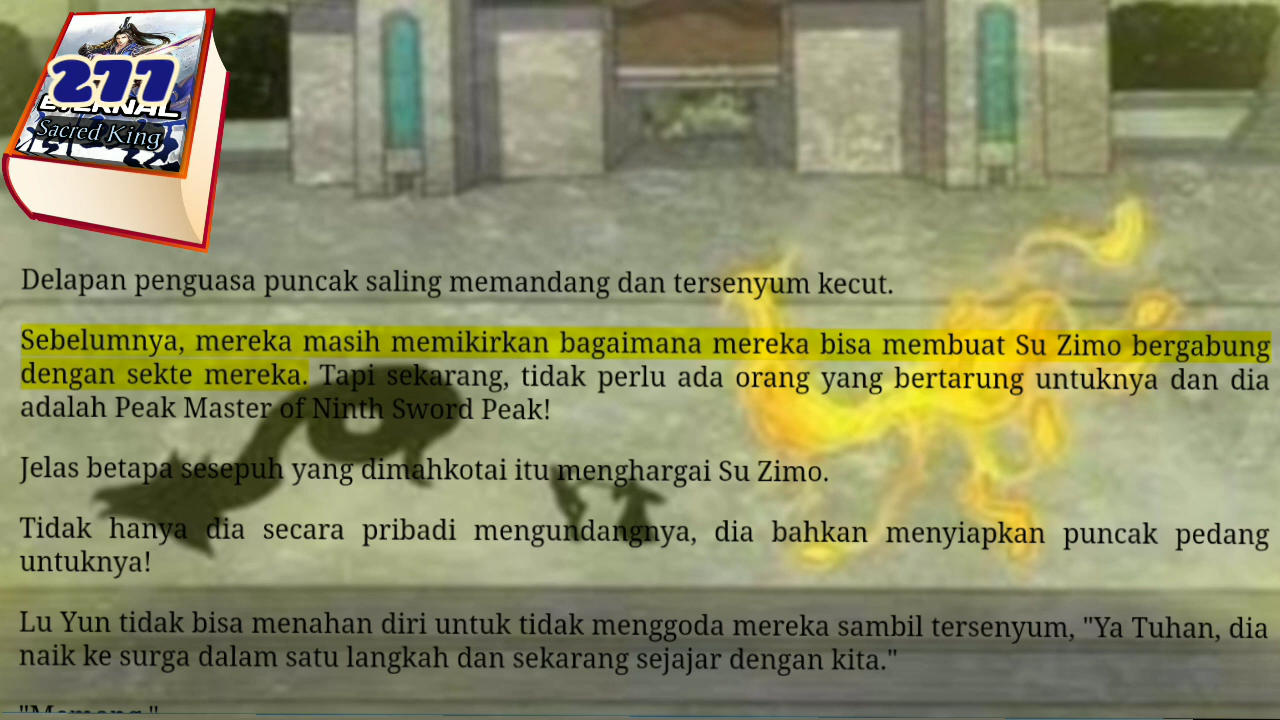 277
ETERNAL
Sacred King
Delapan penguasa puncak saling memandang dan tersenyum kecut.
Sebelumnya, mereka masih memikirkan bagaimana mereka bisa membuat Su Zimo bergabung
dengan sekte mereka. Tapi sekarang, tidak perlu ada orang yang bertarung untuknya dan dia
adalah Peak Master of Ninth Sword Peak!
Jelas betapa sesepuh yang dimahkotai itu menghargai Su Zimo.
Tidak hanya dia secara pribadi mengundangnya, dia bahkan menyiapkan puncak pedang
untuknya!
Lu Yun tidak bisa menahan diri untuk tidak menggoda mereka sambil tersenyum, "Ya Tuhan, dia
naik ke surga dalam satu langkah dan sekarang sejajar dengan kita."